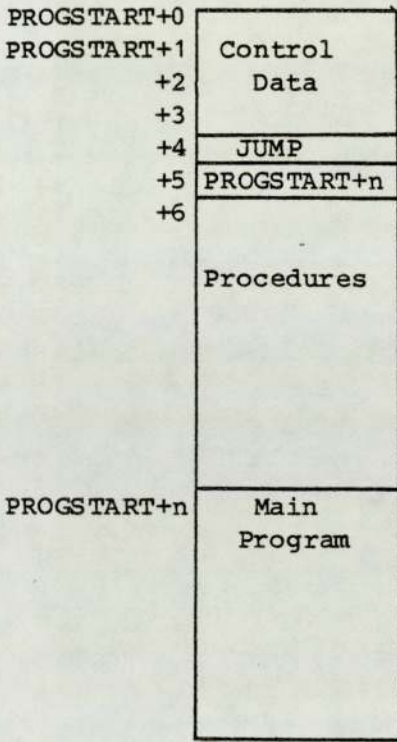 PROGSTART+0
PROGSTART+1 Control
+2 Data
+3
+4 JUMP
+5 PROGSTART+n
+6
Procedures
PROGSTART+n Main
Program